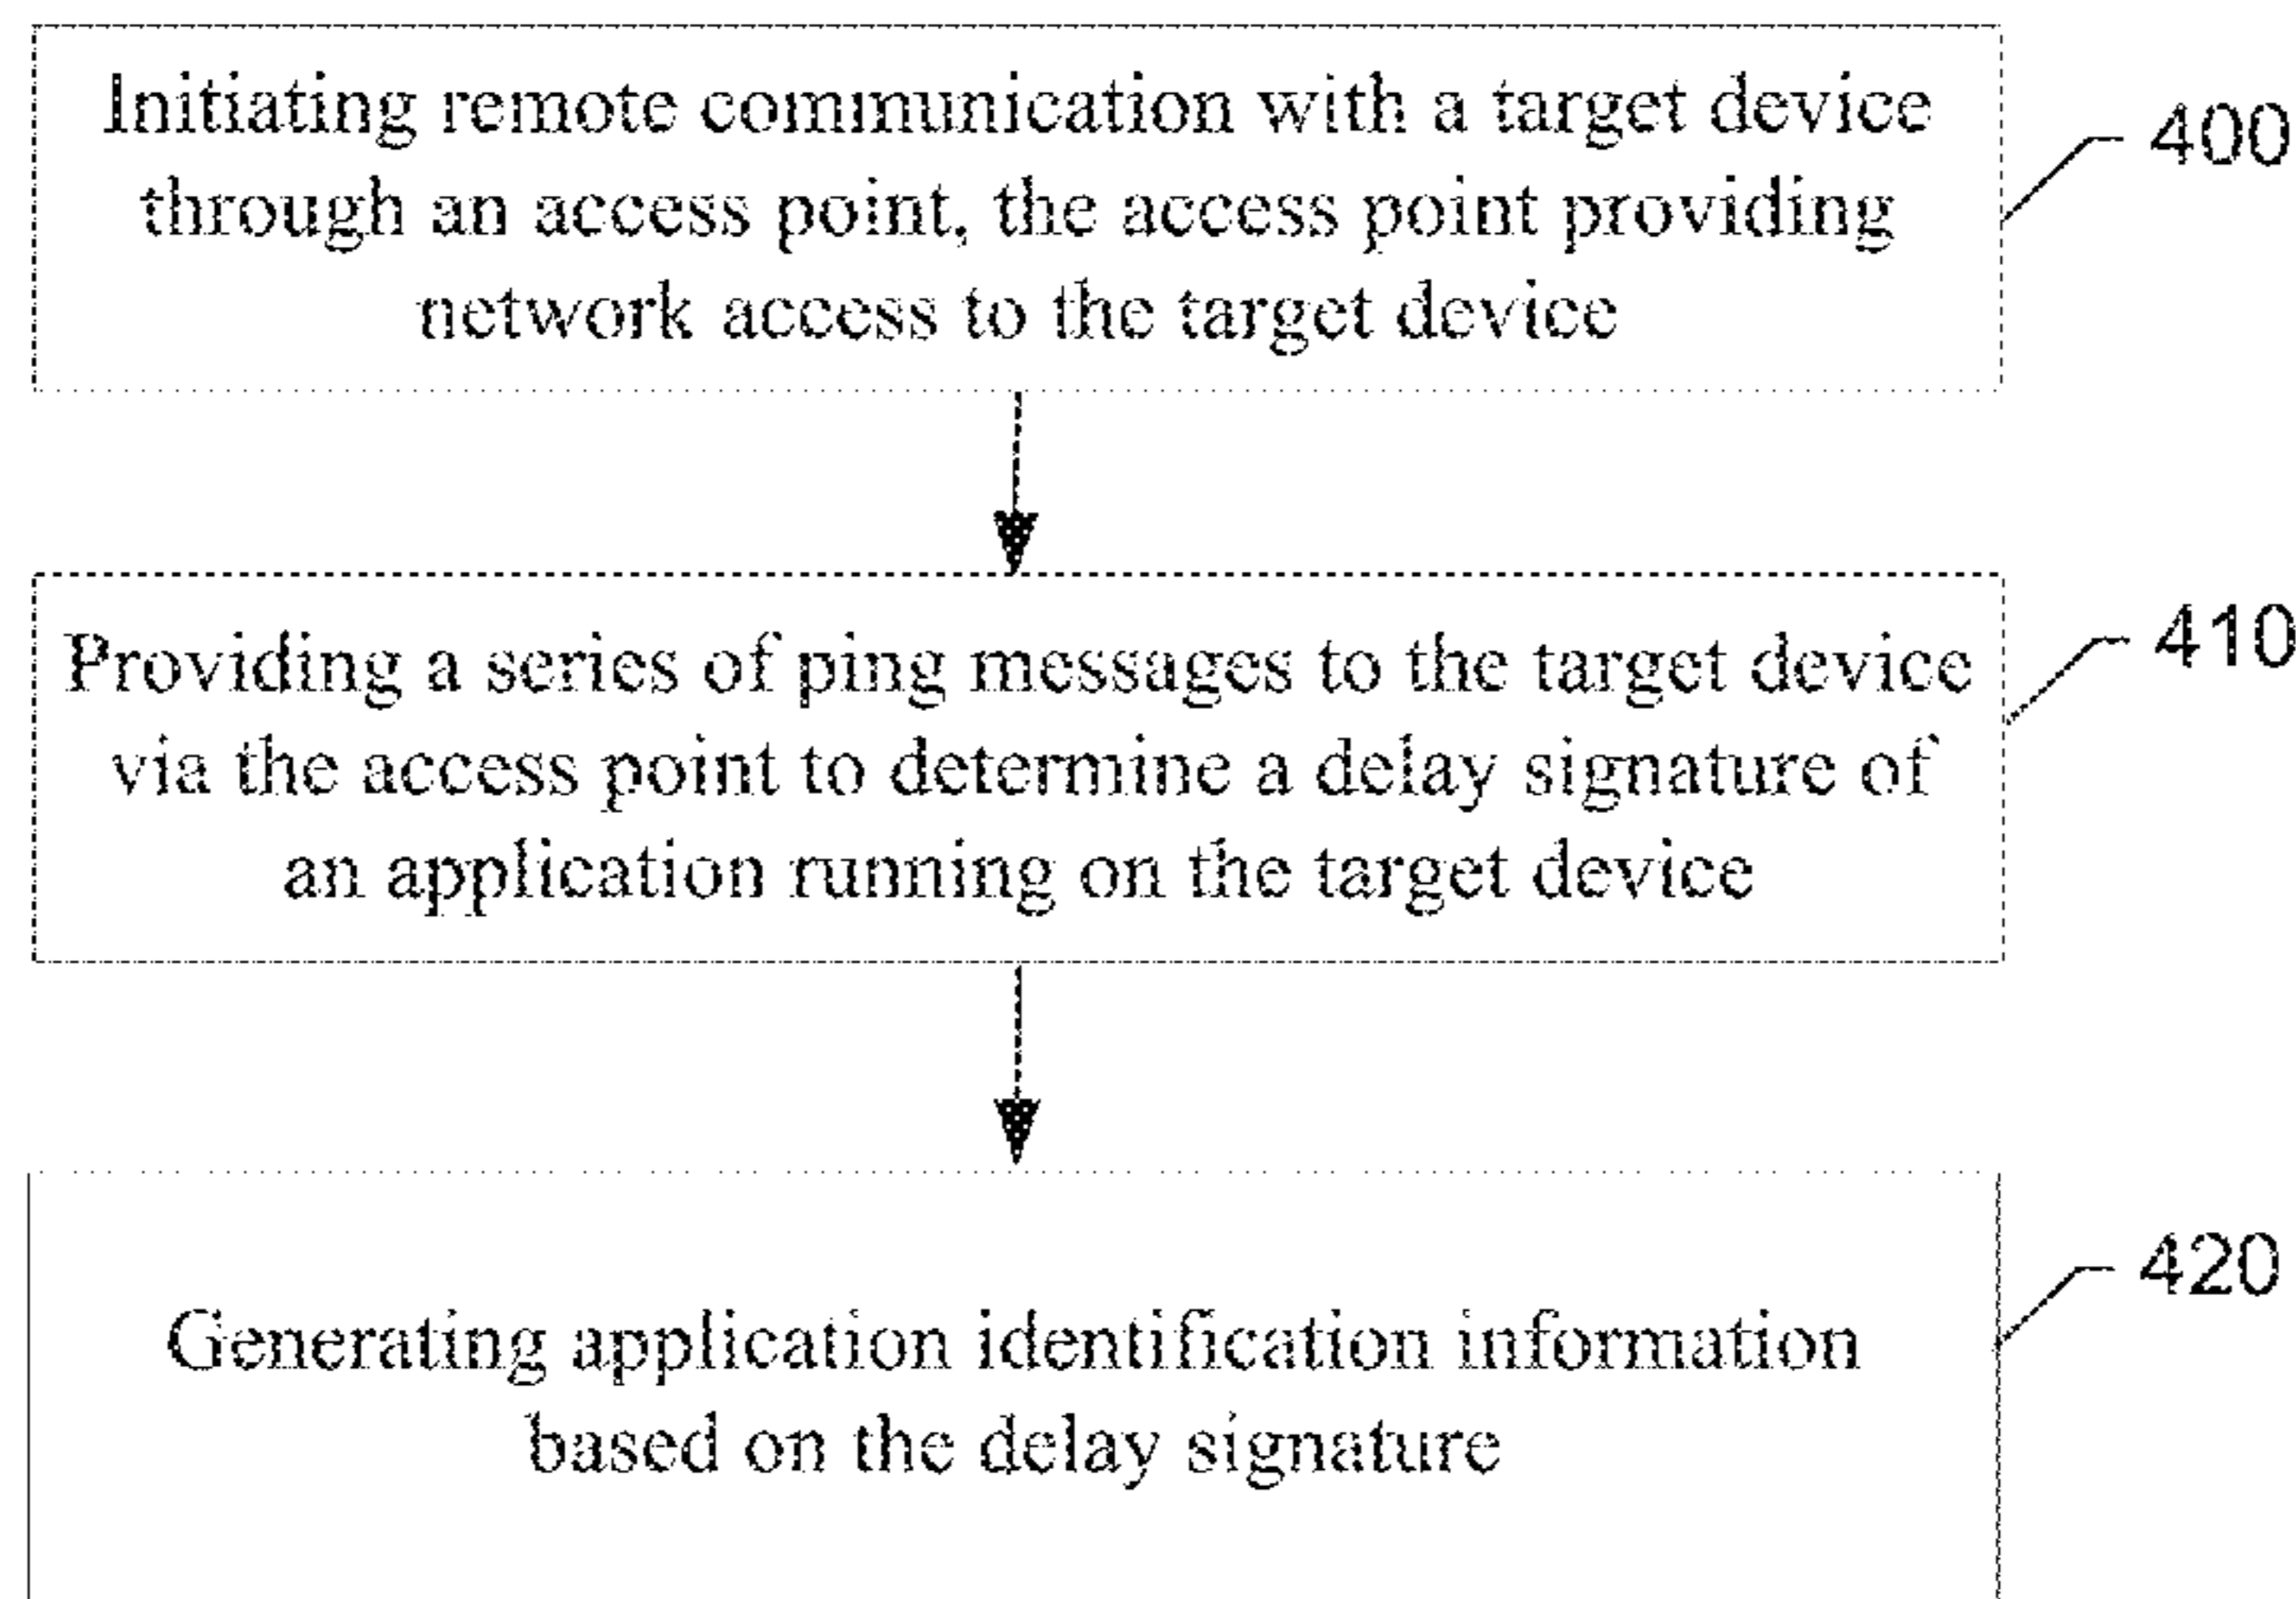 Initiating remote communication with a target device
through an access point, the access point providing
network access to the target device
400
Providing a series of ping messages to the target device
via the access point to determine a delay signature of
an application running on the target device
410
Generating application identification information
based on the delay signature
420